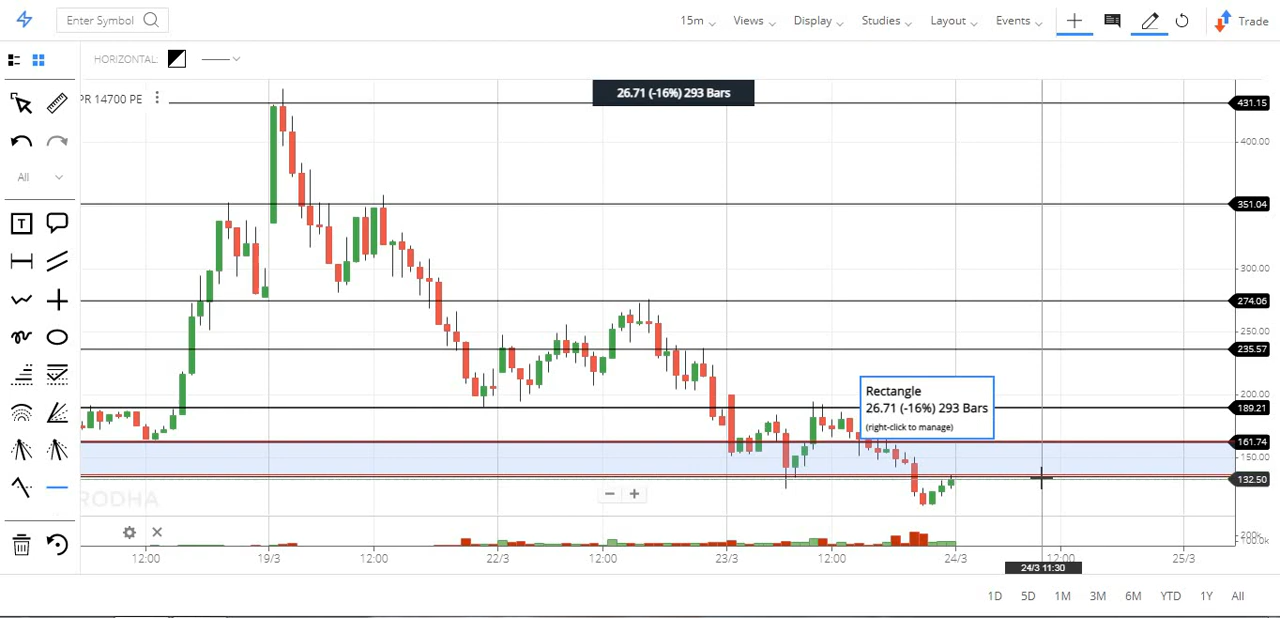 Enter Symbol
15m Views Display Studies Layout Events Trade
HORIZONTAL:
PR 14700 PE
26.71 (-16%) 293 Bars
431.15
400.00
All
351.04
T
300.00
274.06
250.00
235.57
Rectangle
26.71 (-16%) 293 Bars
(right-click to manage)
200.00
189.21
161.74
150.00
132.50
RODHA
200k
100.0k
12:00 19/3 12:00 22/3 12:00 23/3 12:00 24/3 12:00 25/3
24/3 11:30
1D 5D 1M 3M 6M YTD 1Y All